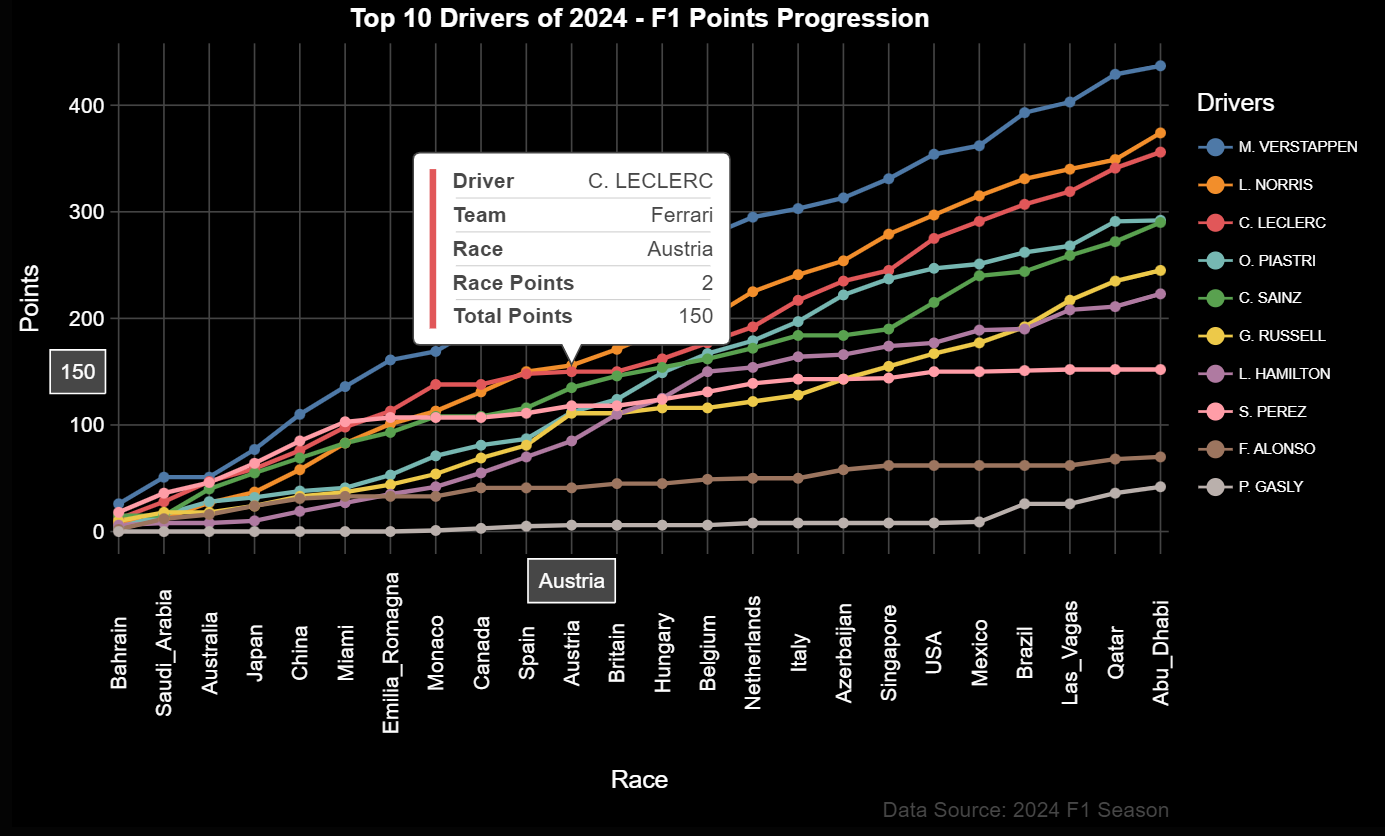 Top 10 Drivers of 2024 - F1 Points Progression
Points
400
300
200
100
0
150
Driver C. LECLERC
Team Ferrari
Race Austria
Race Points 2
Total Points 150
Drivers
M. VERSTAPPEN
L. NORRIS
C. LECLERC
O. PIASTRI
C. SAINZ
G. RUSSELL
L. HAMILTON
S. PEREZ
F. ALONSO
P. GASLY
Austria
Bahrain
Saudi_Arabia
Australia
Japan
China
Miami
Emilia_Romagna
Monaco
Canada
Spain
Austria
Britain
Hungary
Belgium
Netherlands
Italy
Azerbaijan
Singapore
USA
Mexico
Brazil
Las_Vagas
Qatar
Abu_Dhabi
Race
Data Source: 2024 F1 Season